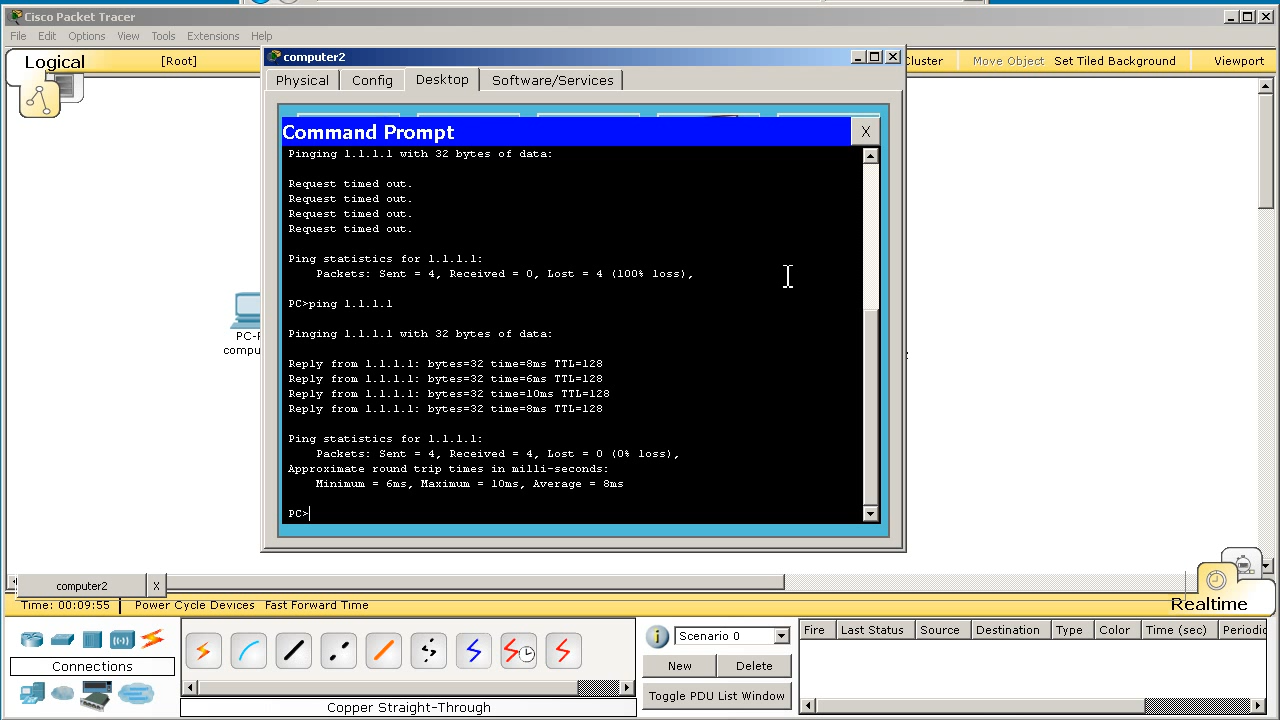 Cisco Packet Tracer
File Edit Options View Tools Extensions Help
Logical
[Root]
Cluster
Move Object
Set Tiled Background
Viewport
computer2
Physical
Config
Desktop
Software/Services
Command Prompt
X
Pinging 1.1.1.1 with 32 bytes of data:
Request timed out.
Request timed out.
Request timed out.
Request timed out.
Ping statistics for 1.1.1.1:
Packets: Sent = 4, Received = 0, Lost = 4 (100% loss),
PC>ping 1.1.1.1
Pinging 1.1.1.1 with 32 bytes of data:
Reply from 1.1.1.1: bytes=32 time=8ms TTL=128
Reply from 1.1.1.1: bytes=32 time=6ms TTL=128
Reply from 1.1.1.1: bytes=32 time=10ms TTL=128
Reply from 1.1.1.1: bytes=32 time=8ms TTL=128
Ping statistics for 1.1.1.1:
Packets: Sent = 4, Received = 4, Lost = 0 (0% loss),
Approximate round trip times in milli-seconds:
Minimum = 6ms, Maximum = 10ms, Average = 8ms
PC>
PC-
compu
computer2
X
Time: 00:09:55
Power Cycle Devices Fast Forward Time
Realtime
Connections
Copper Straight-Through
i
Scenario 0
New
Delete
Toggle PDU List Window
Fire Last Status Source Destination Type Color Time (sec) Periodic